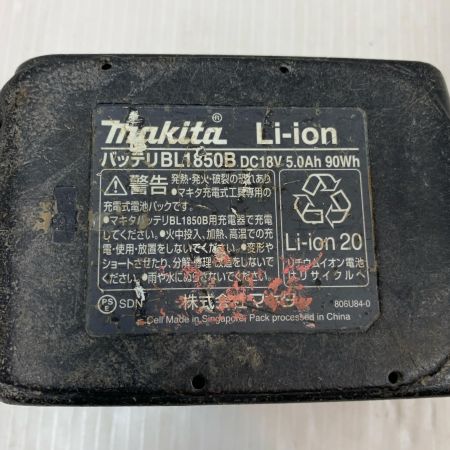 makita® Li-ion
バッテリBL1850B DC18V 5.0Ah 90Wh
警告 発熱・発火・破裂の恐れあり
・マキタ充電式工具専用の
充電式電池パックです。
・マキタバッテリBL1850B用充電器で充電
してください。・火中投入、加熱、高温での充
電・使用・放置をしないでください。・変形や
ショートさせたり、分解・修理・改造をしないで
ください。・雨や水にぬらさないでください。
Li-ion 20
リチウムイオン電池
はリサイクルへ
PS
E SDN 株式会社マキタ 806U84-0
Cell Made in Singapore, Pack processed in China